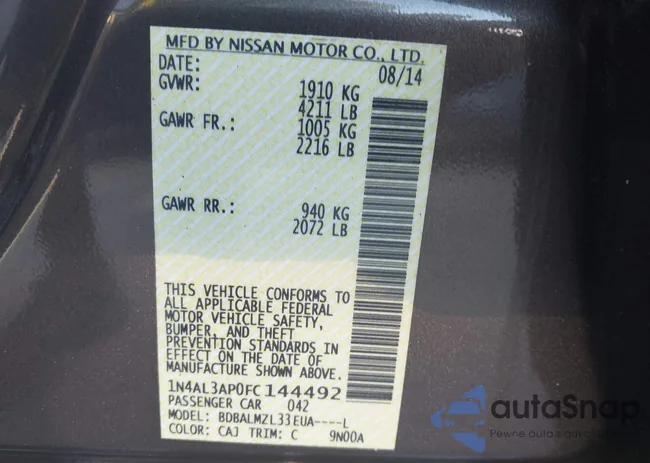 MFD BY NISSAN MOTOR CO., LTD.
DATE: 08/14
GVWR: 1910 KG
4211 LB
GAWR FR.: 1005 KG
2216 LB
GAWR RR.: 940 KG
2072 LB
THIS VEHICLE CONFORMS TO
ALL APPLICABLE FEDERAL
MOTOR VEHICLE SAFETY,
BUMPER, AND THEFT
PREVENTION STANDARDS IN
EFFECT ON THE DATE OF
MANUFACTURE SHOWN ABOVE.
1N4AL3AP0FC144492
PASSENGER CAR 042
MODEL: BDBALMZL33EUA----L
COLOR: CAJ TRIM: C 9N00A
autoSnap
Pewne auto z